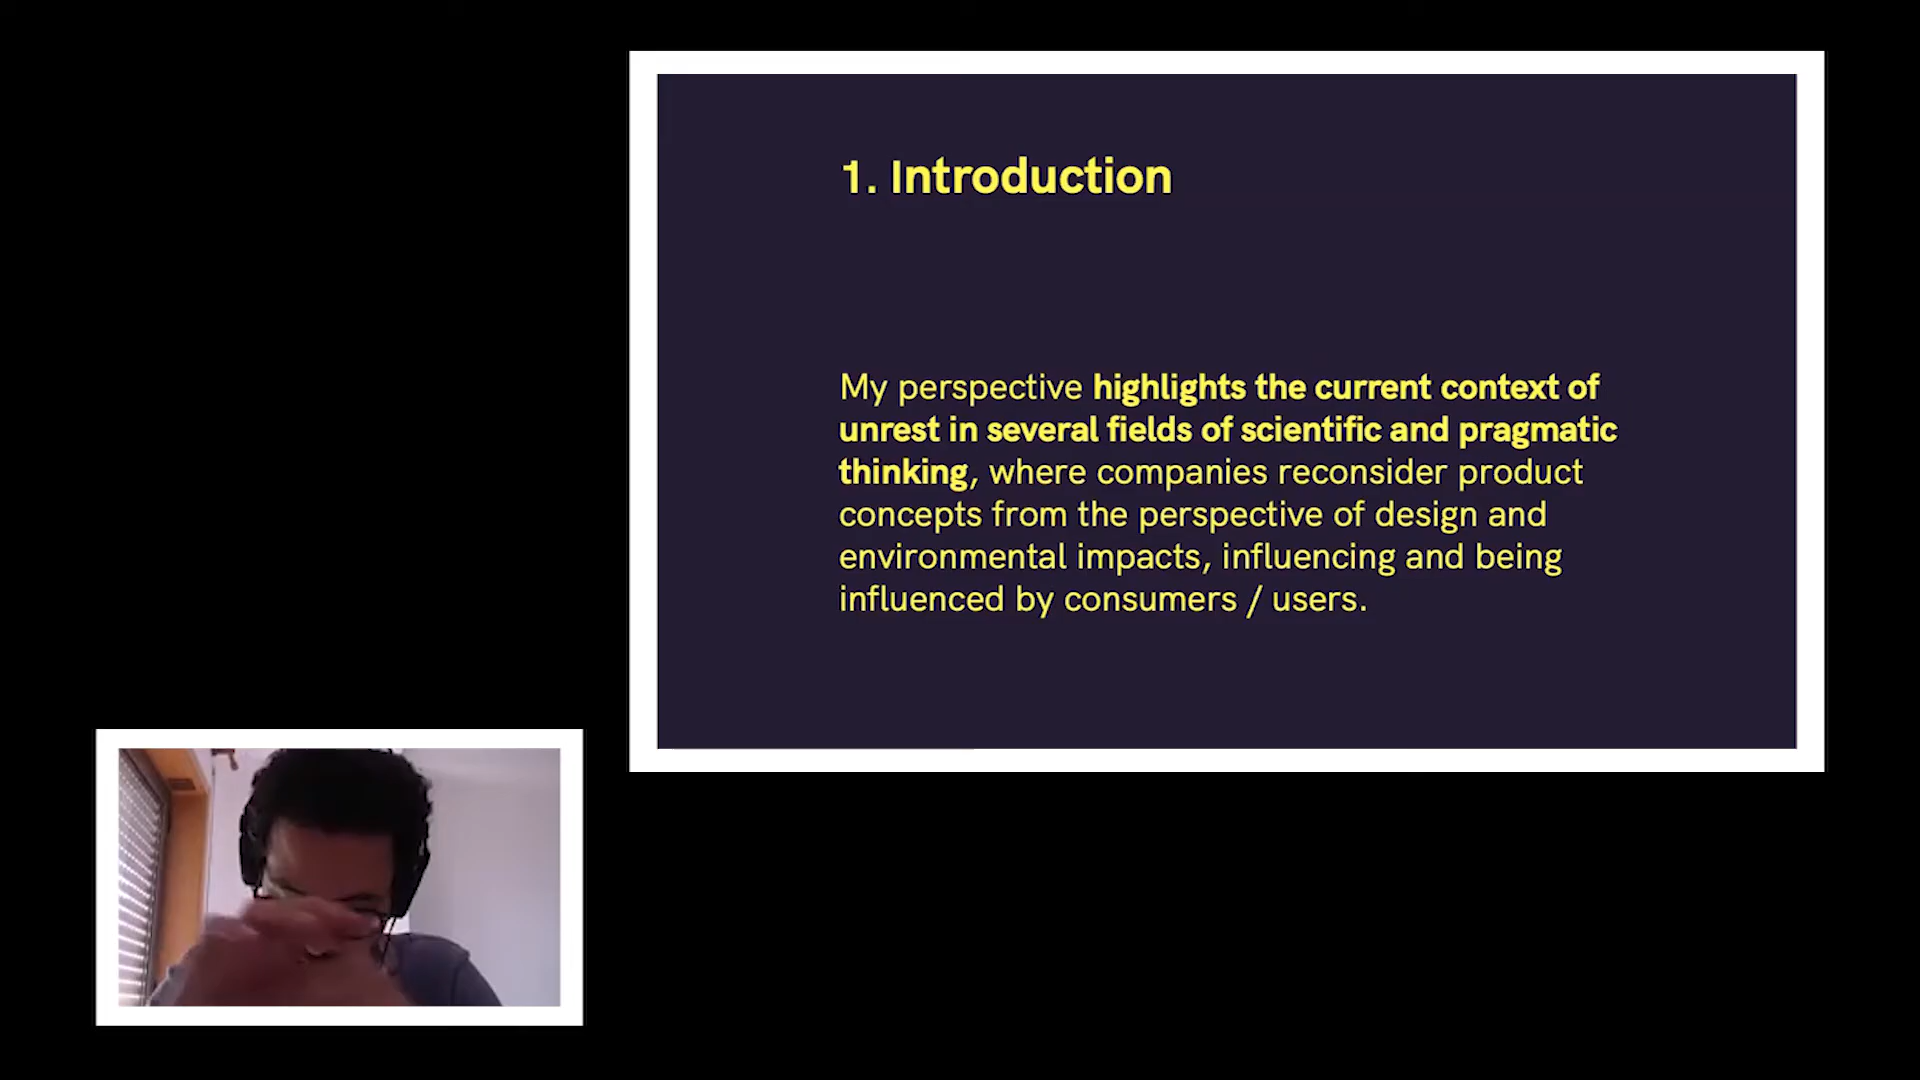 1. Introduction
My perspective highlights the current context of
unrest in several fields of scientific and pragmatic
thinking, where companies reconsider product
concepts from the perspective of design and
environmental impacts, influencing and being
influenced by consumers / users.